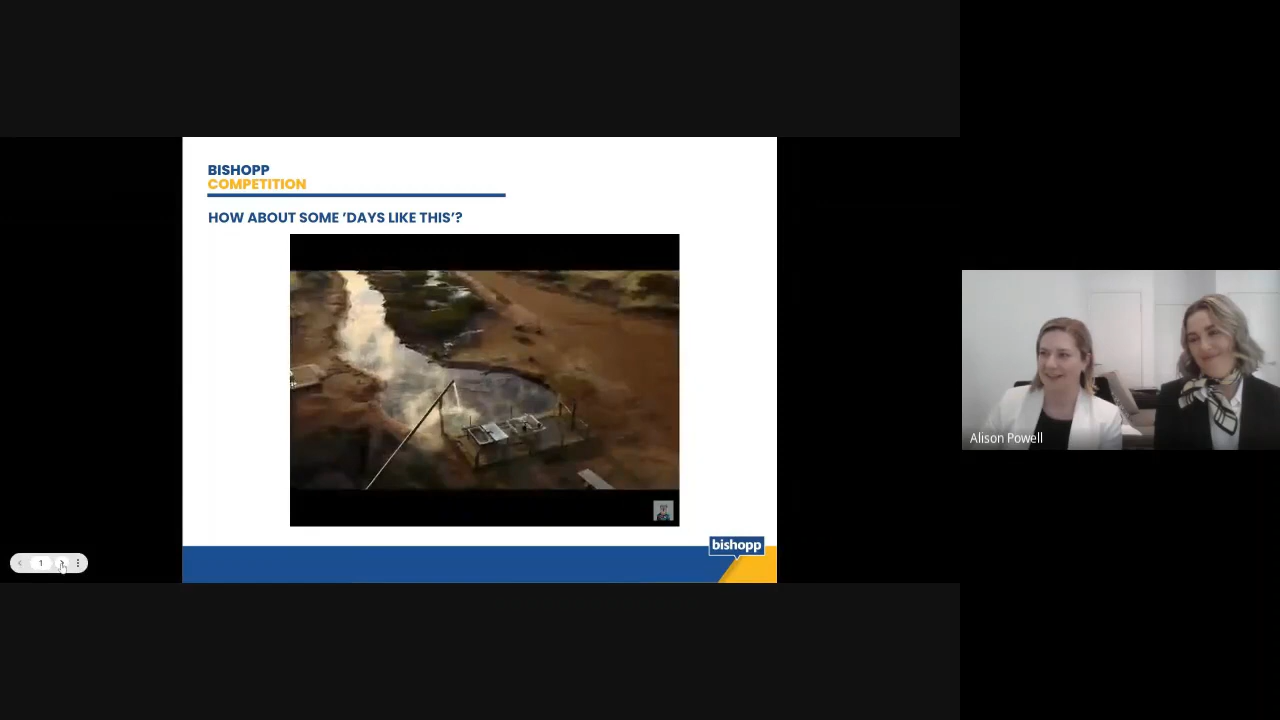 BISHOPP
COMPETITION
HOW ABOUT SOME ’DAYS LIKE THIS’?
bishopp
1
Alison Powell